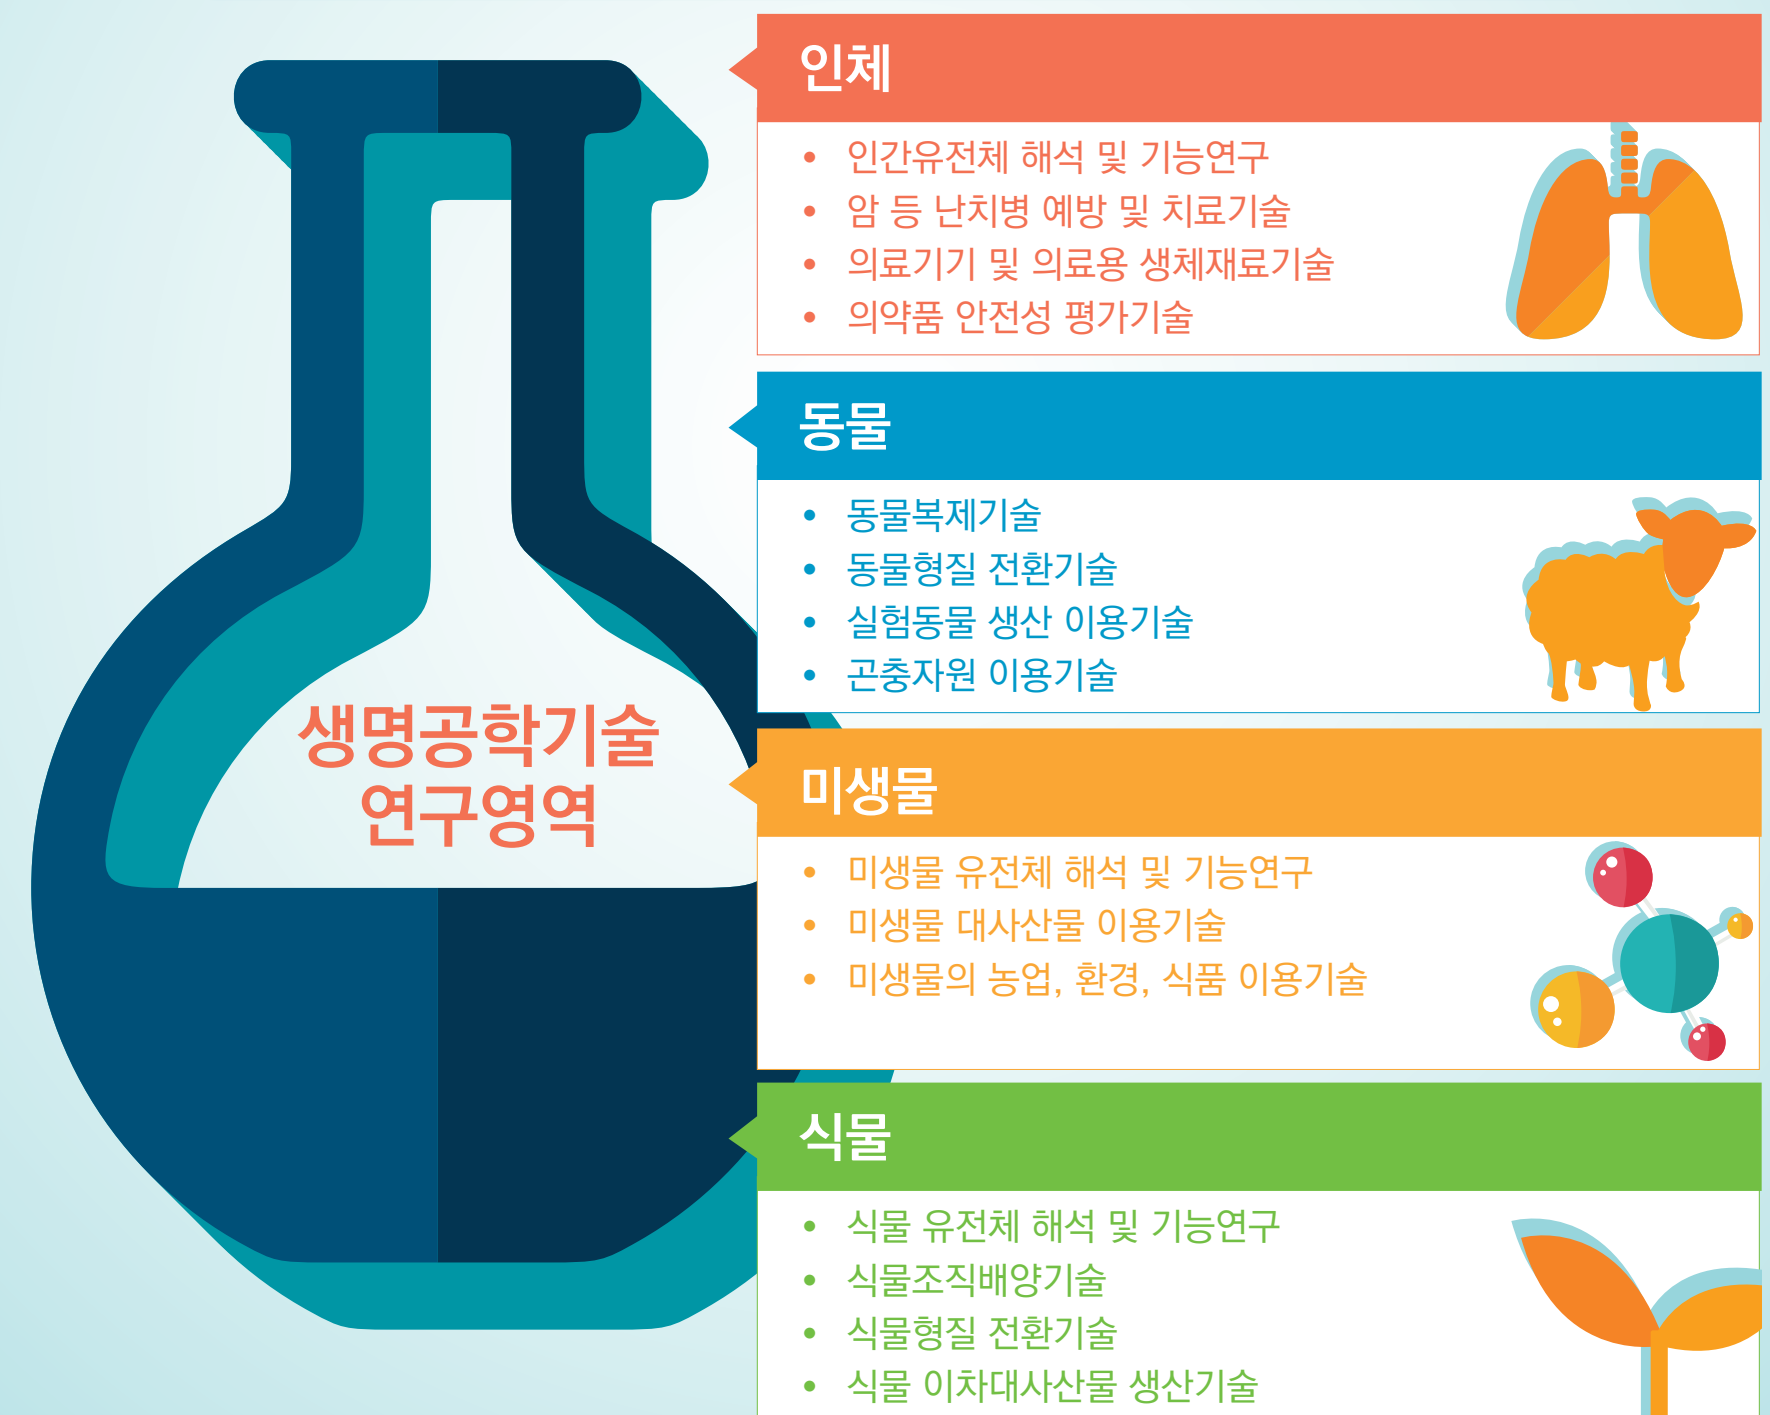 생명공학기술
연구영역
인체
• 인간유전체 해석 및 기능연구
• 암 등 난치병 예방 및 치료기술
• 의료기기 및 의료용 생체재료기술
• 의약품 안전성 평가기술
동물
• 동물복제기술
• 동물형질 전환기술
• 실험동물 생산 이용기술
• 곤충자원 이용기술
미생물
• 미생물 유전체 해석 및 기능연구
• 미생물 대사산물 이용기술
• 미생물의 농업, 환경, 식품 이용기술
식물
• 식물 유전체 해석 및 기능연구
• 식물조직배양기술
• 식물형질 전환기술
• 식물 이차대사산물 생산기술